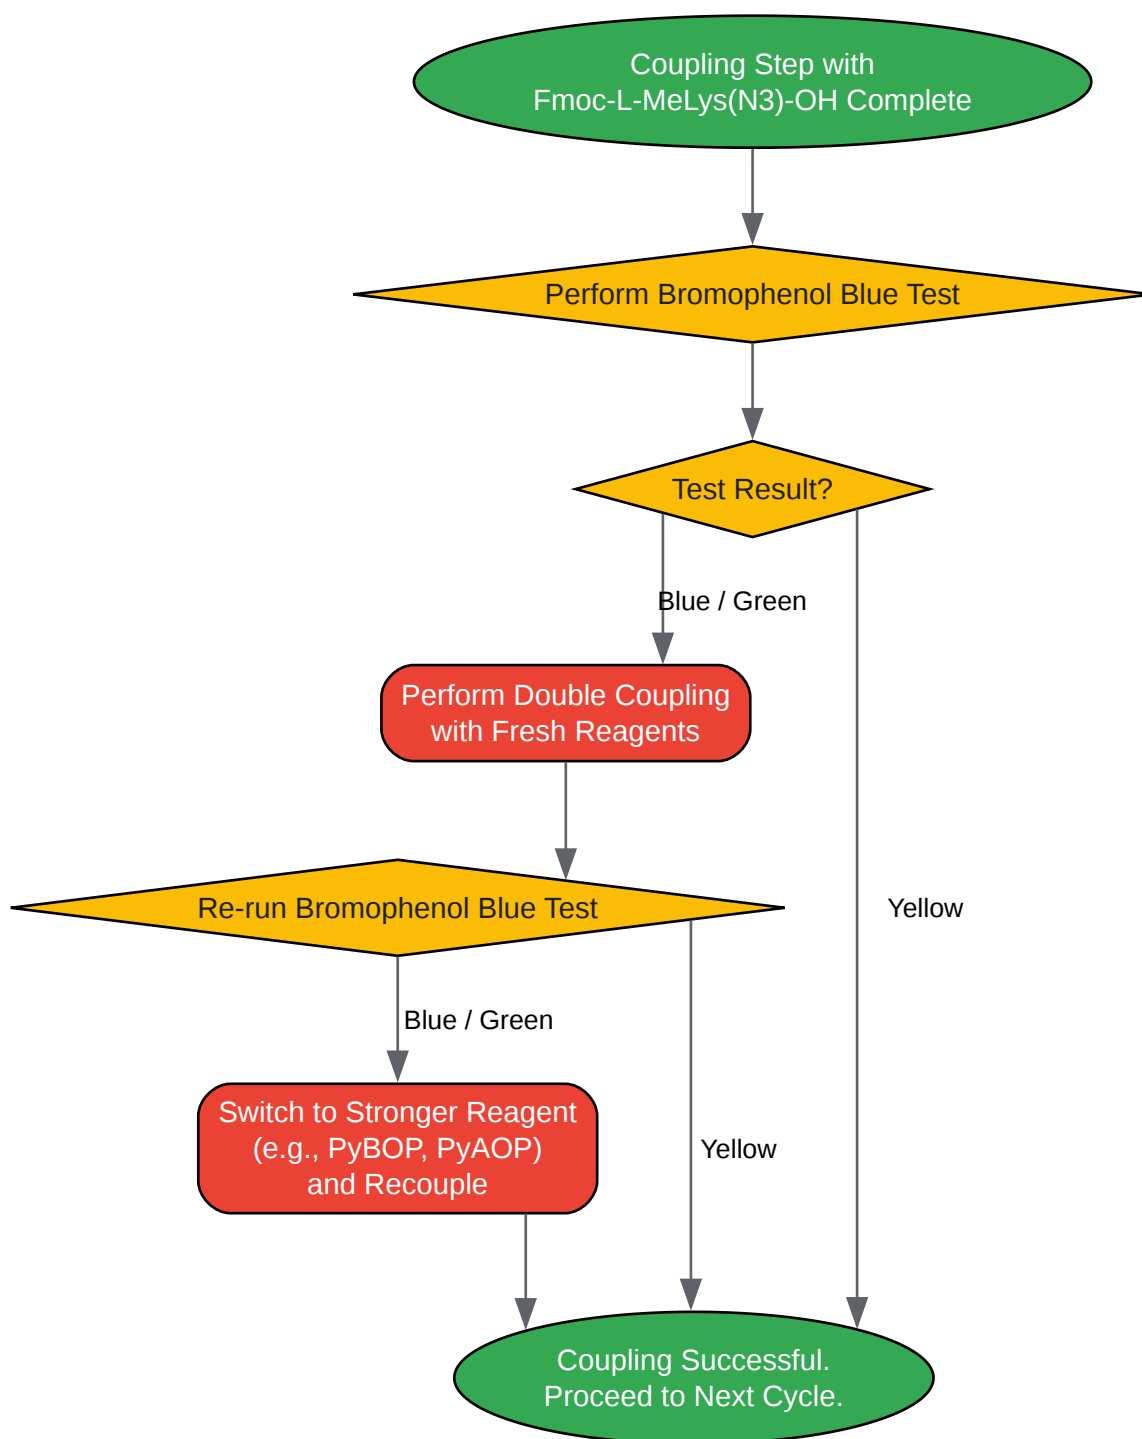 Coupling Step with
Fmoc-L-MeLys(N3)-OH Complete
Perform Bromophenol Blue Test
Test Result?
Blue / Green
Perform Double Coupling
with Fresh Reagents
Re-run Bromophenol Blue Test
Yellow
Blue / Green
Switch to Stronger Reagent
(e.g., PyBOP, PyAOP)
and Recouple
Yellow
Coupling Successful.
Proceed to Next Cycle.